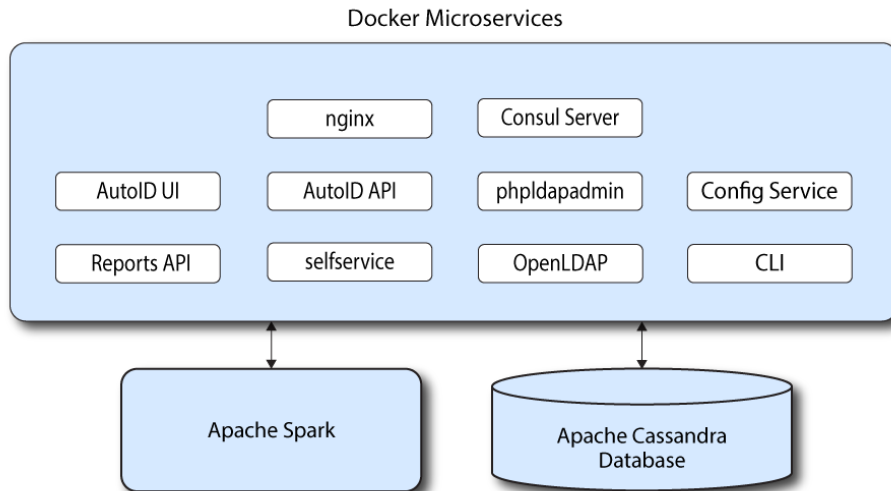 Docker Microservices
nginx
Consul Server
AutoID UI
AutoID API
phpldapadmin
Config Service
Reports API
selfservice
OpenLDAP
CLI
Apache Spark
Apache Cassandra
Database